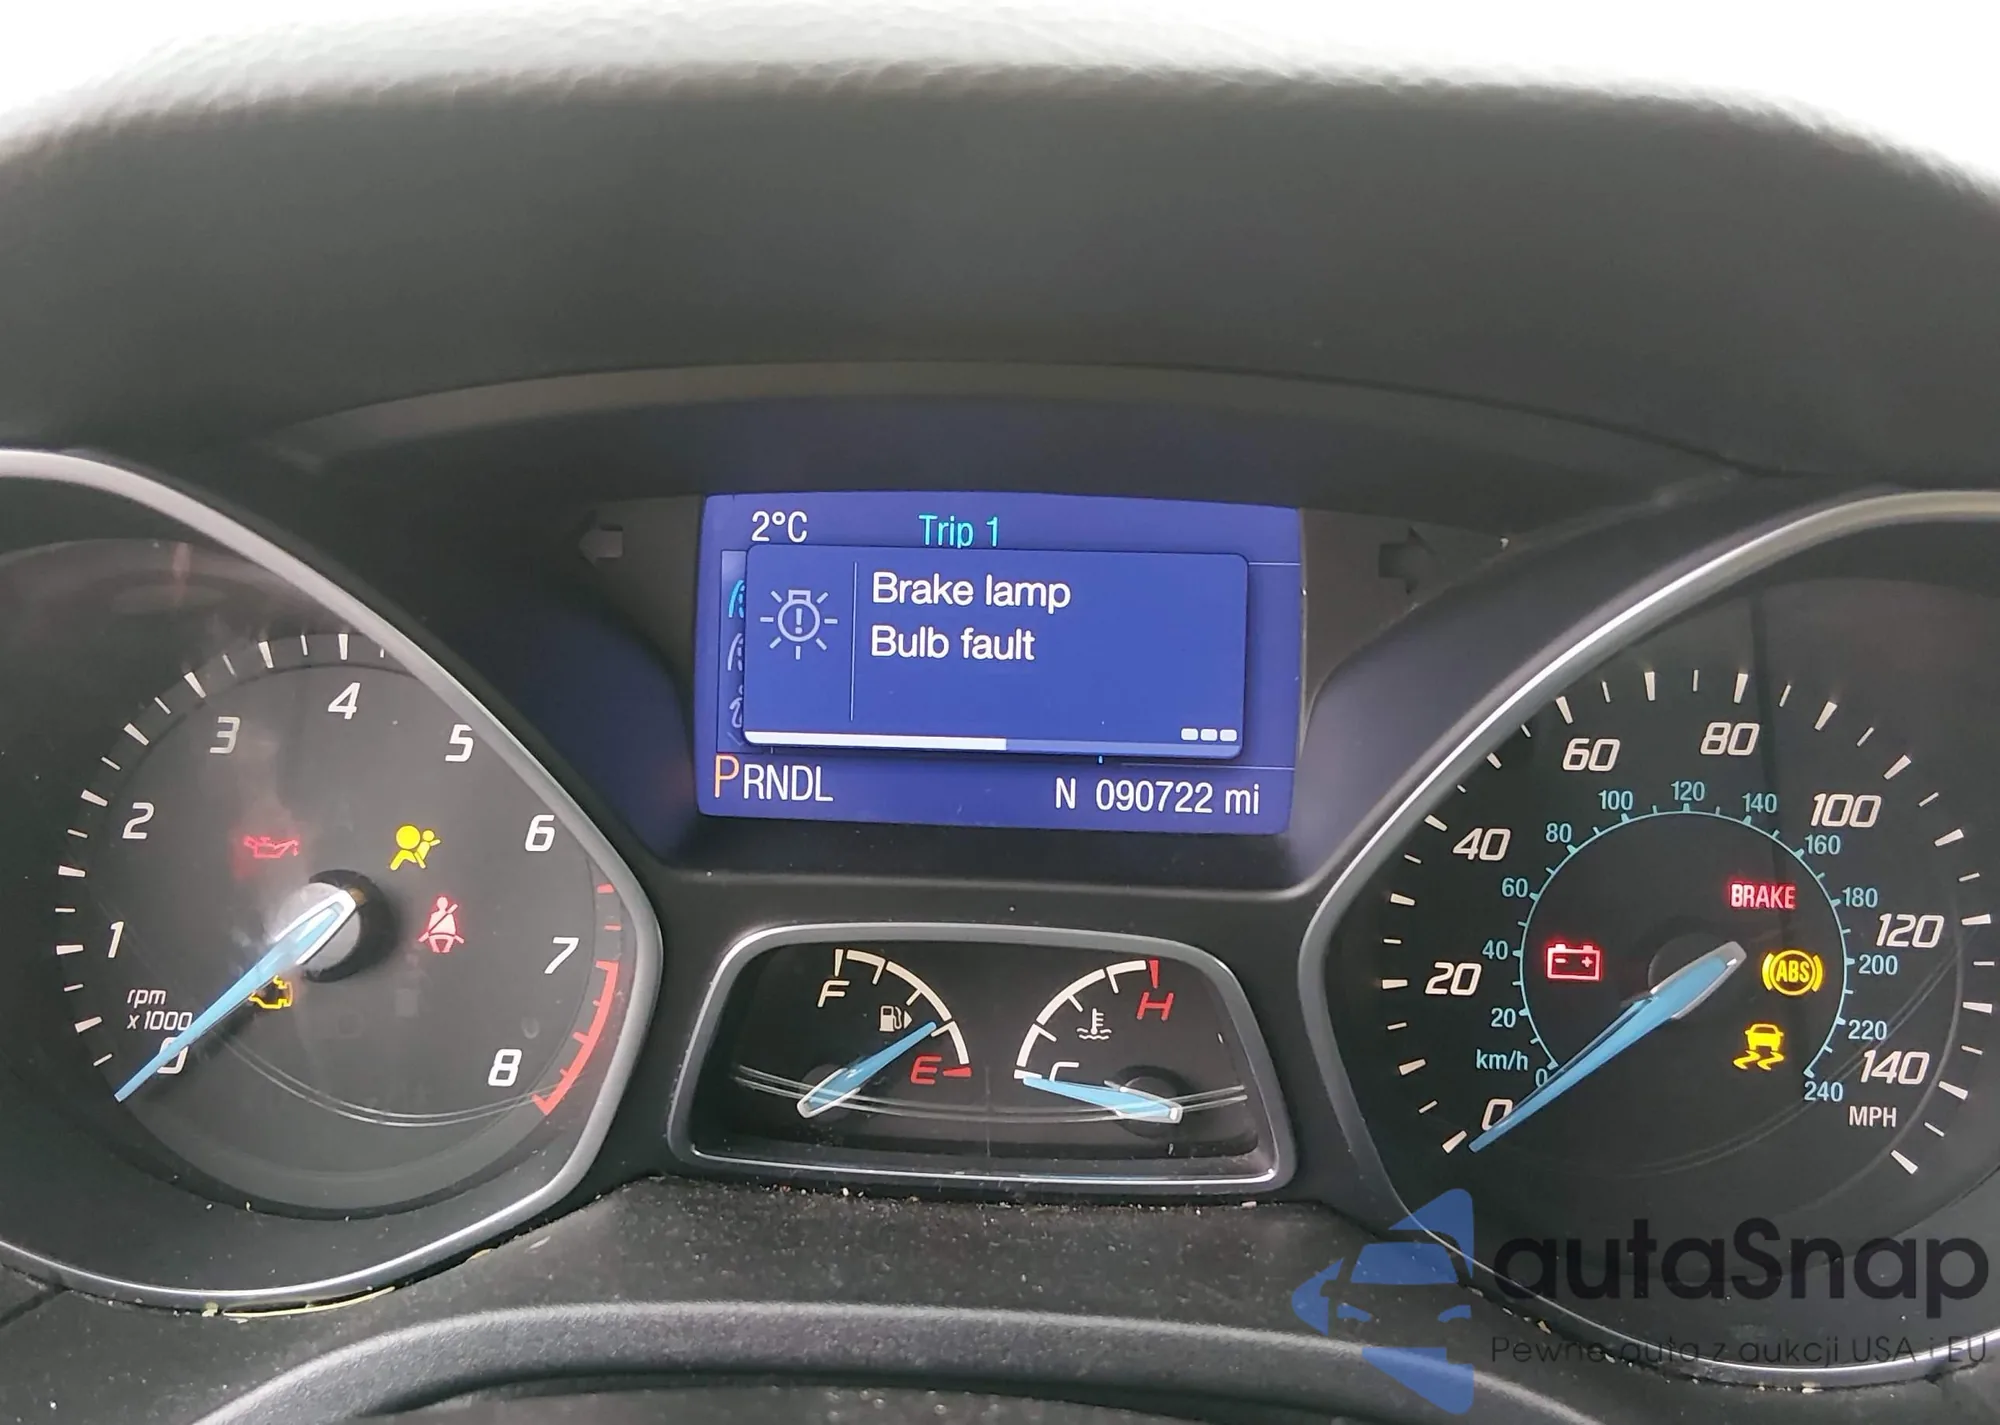 2°C Trip 1
Brake lamp
Bulb fault
PRNDL N 090722 mi
0 1 2 3 4 5 6 7 8
rpm
x 1000
F E
C H
0 20 40 60 80 100 120 140
MPH
0 20 40 60 80 100 120 140 160 180 200 220 240
km/h
BRAKE
ABS
autaSnap
Pewne auta z aukcji USA i EU